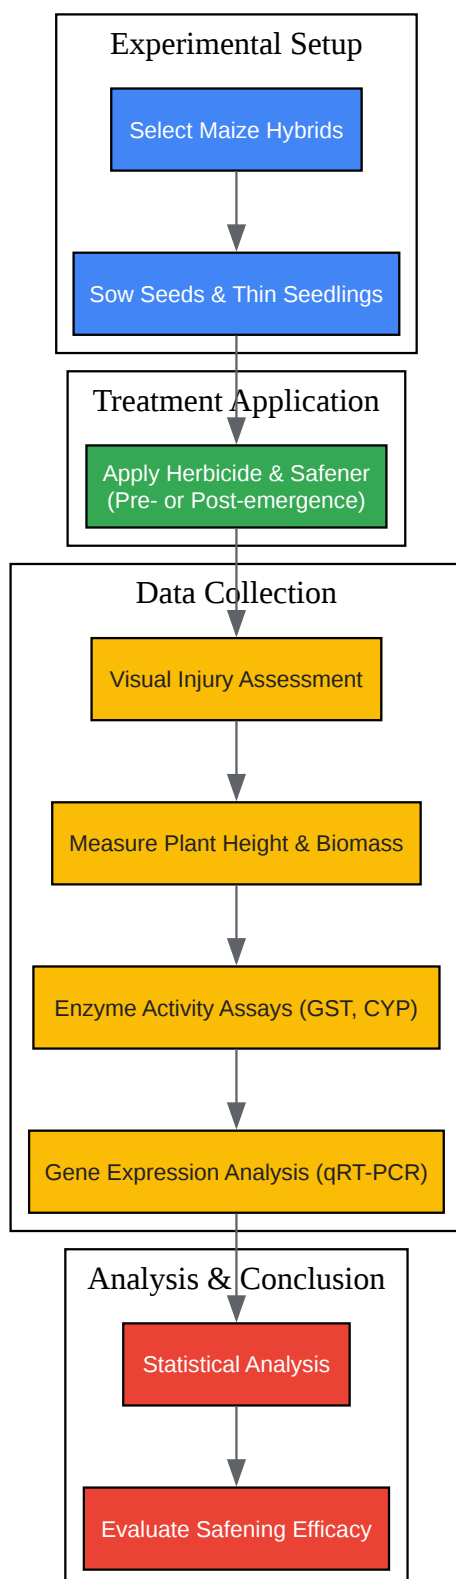 Experimental Setup
Select Maize Hybrids
Sow Seeds & Thin Seedlings
Treatment Application
Apply Herbicide & Safener
(Pre- or Post-emergence)
Data Collection
Visual Injury Assessment
Measure Plant Height & Biomass
Enzyme Activity Assays (GST, CYP)
Gene Expression Analysis (qRT-PCR)
Analysis & Conclusion
Statistical Analysis
Evaluate Safening Efficacy